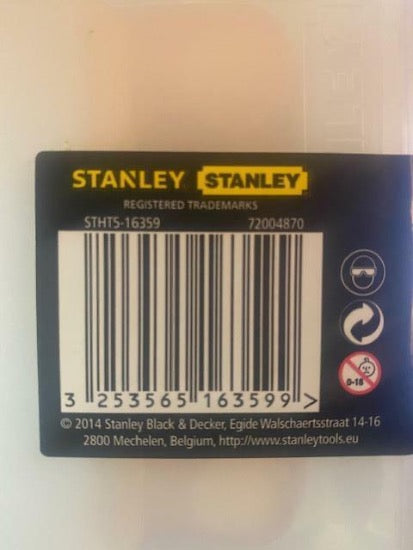 STANLEY STANLEY
REGISTERED TRADEMARKS
STHT5-16359 72004870
3 253565 163599 >
0-18
© 2014 Stanley Black & Decker, Egide Walschaertsstraat 14-16
2800 Mechelen, Belgium, http://www.stanleytools.eu